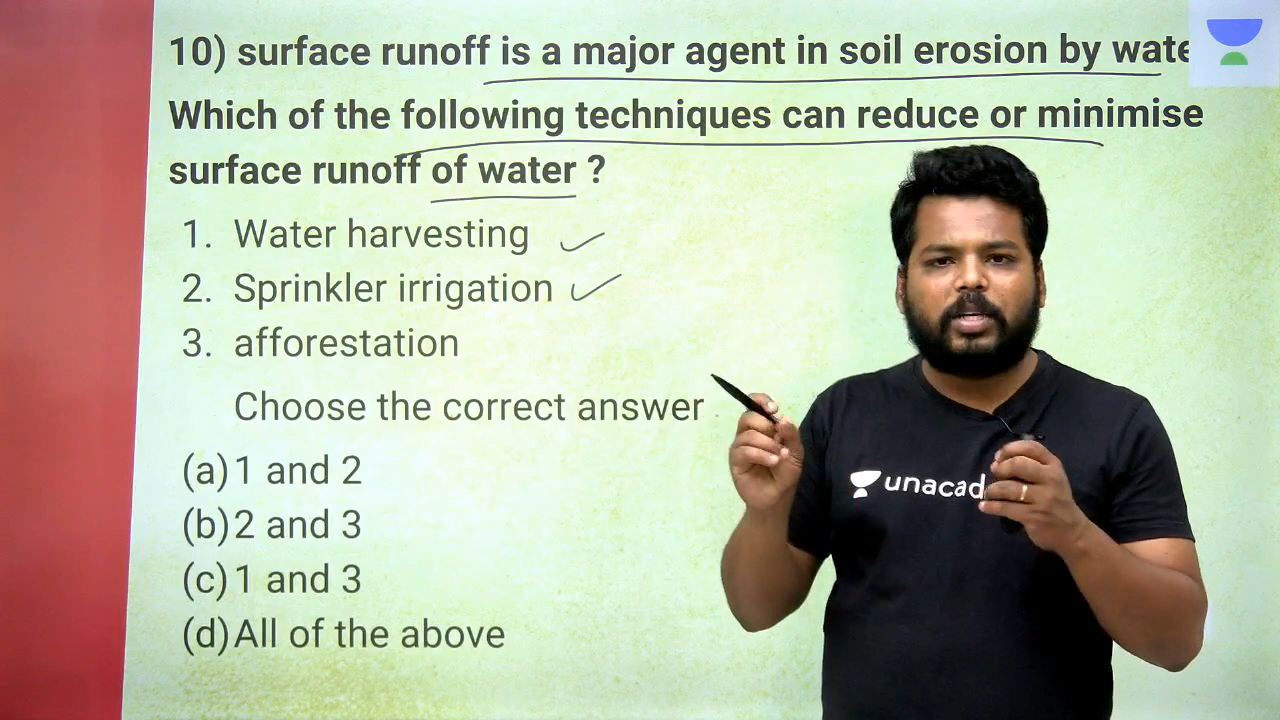 10) surface runoff is a major agent in soil erosion by wate
Which of the following techniques can reduce or minimise
surface runoff of water ?
1. Water harvesting
2. Sprinkler irrigation
3. afforestation
Choose the correct answer
(a) 1 and 2
(b) 2 and 3
(c) 1 and 3
(d) All of the above
unacad